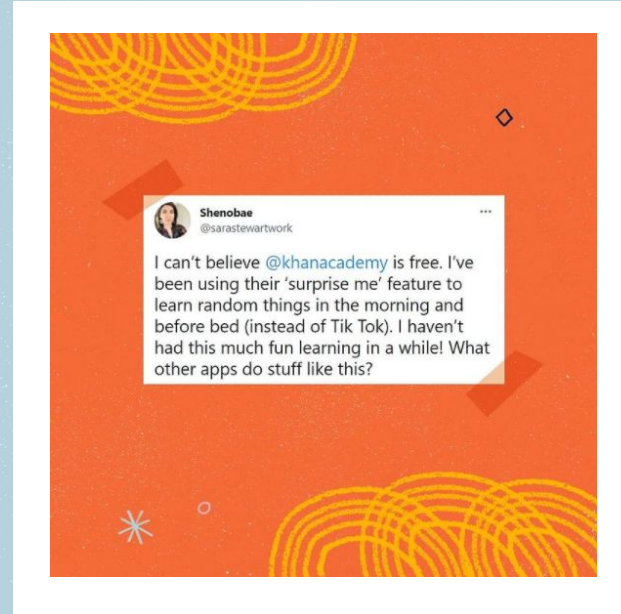 Shenobae
@sarastewartwork
I can't believe @khanacademy is free. I've
been using their 'surprise me' feature to
learn random things in the morning and
before bed (instead of Tik Tok). I haven't
had this much fun learning in a while! What
other apps do stuff like this?